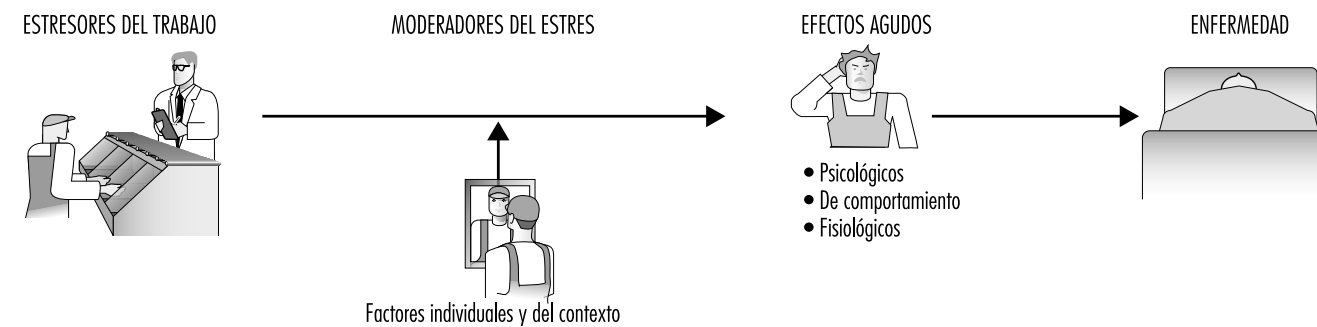 ESTRESORES DEL TRABAJO
MODERADORES DEL ESTRES
EFECTOS AGUDOS
ENFERMEDAD
• Psicológicos
• De comportamiento
• Fisiológicos
Factores individuales y del contexto